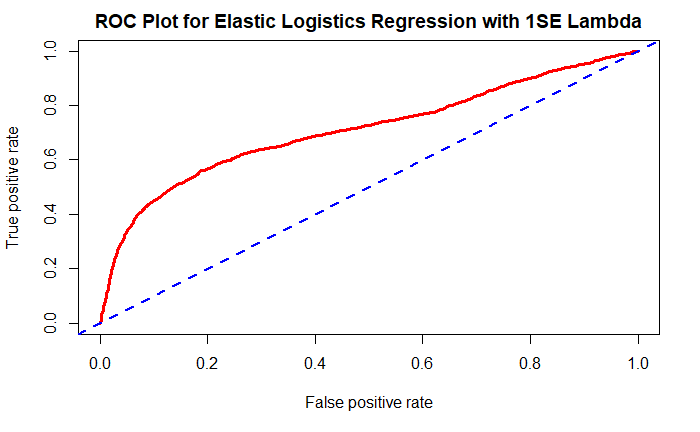 ROC Plot for Elastic Logistics Regression with 1SE Lambda
True positive rate
1.0
0.8
0.6
0.4
0.2
0.0
0.0 0.2 0.4 0.6 0.8 1.0
False positive rate